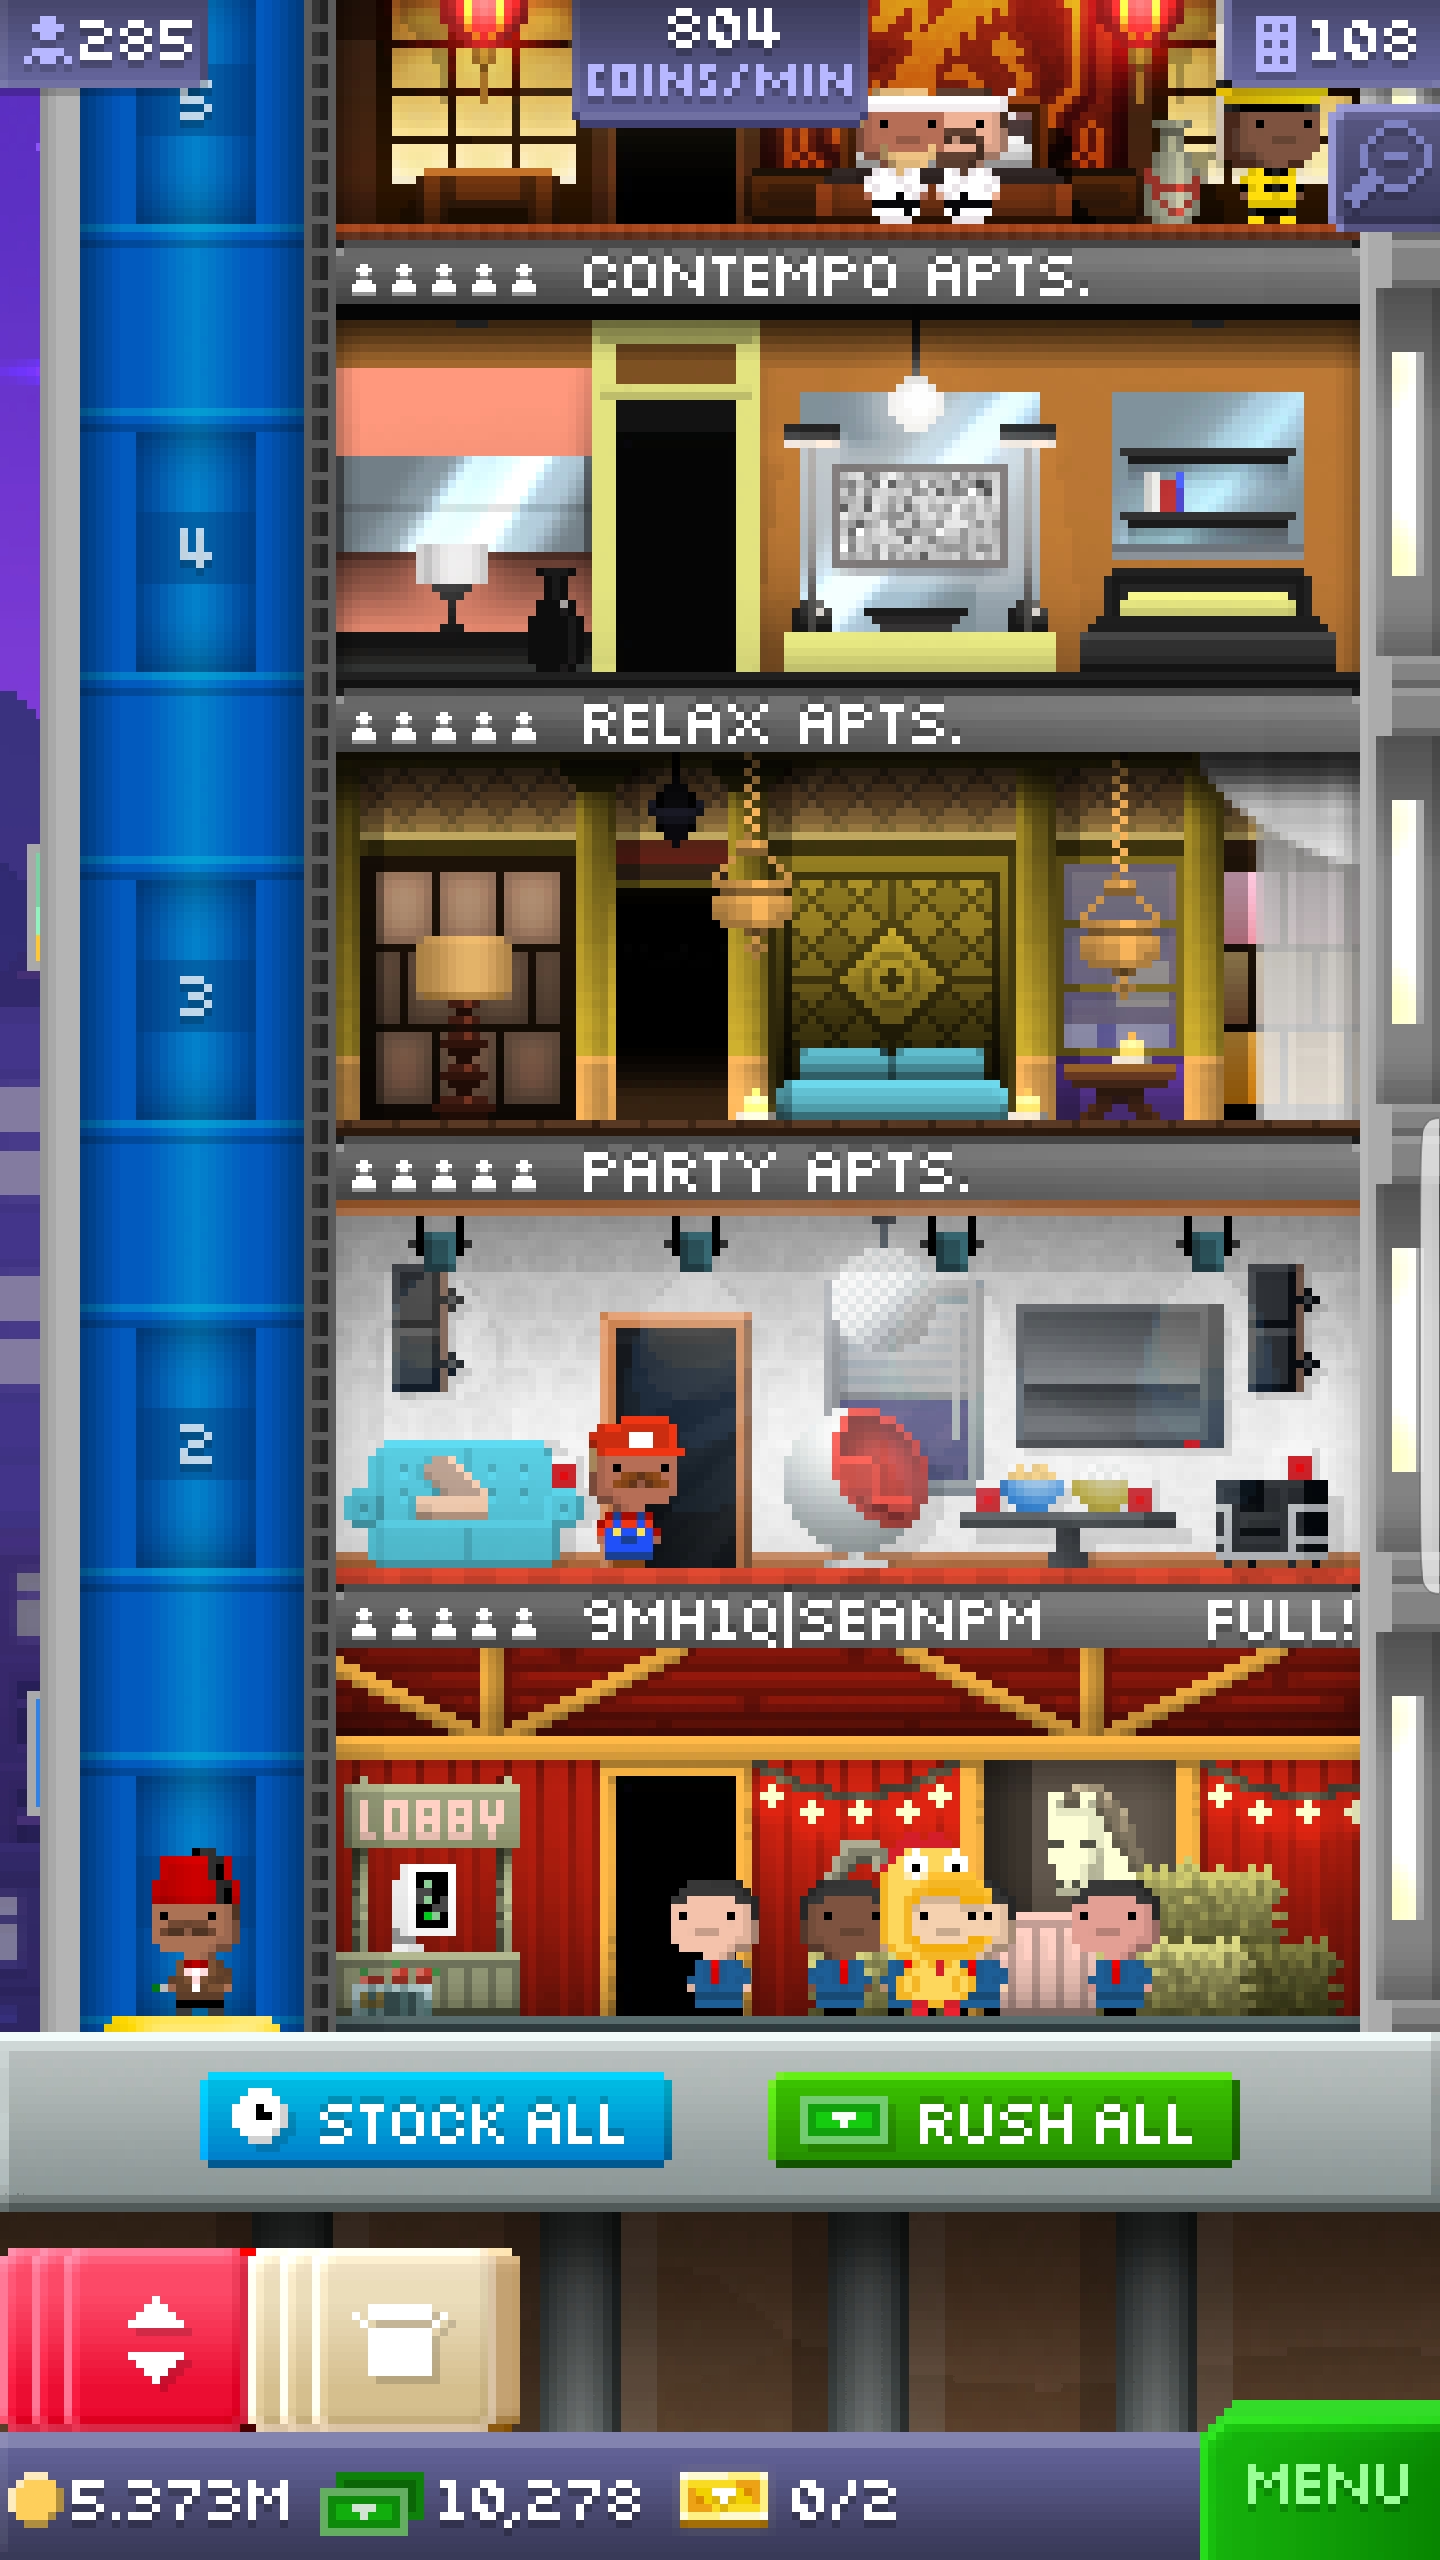 285
804
COINS/MIN
108
5
CONTEMPO APTS.
4
RELAX APTS.
3
PARTY APTS.
2
9MH1Q|SEANPM FULL!
LOBBY
STOCK ALL
RUSH ALL
5.373M
10,278
0/2
MENU